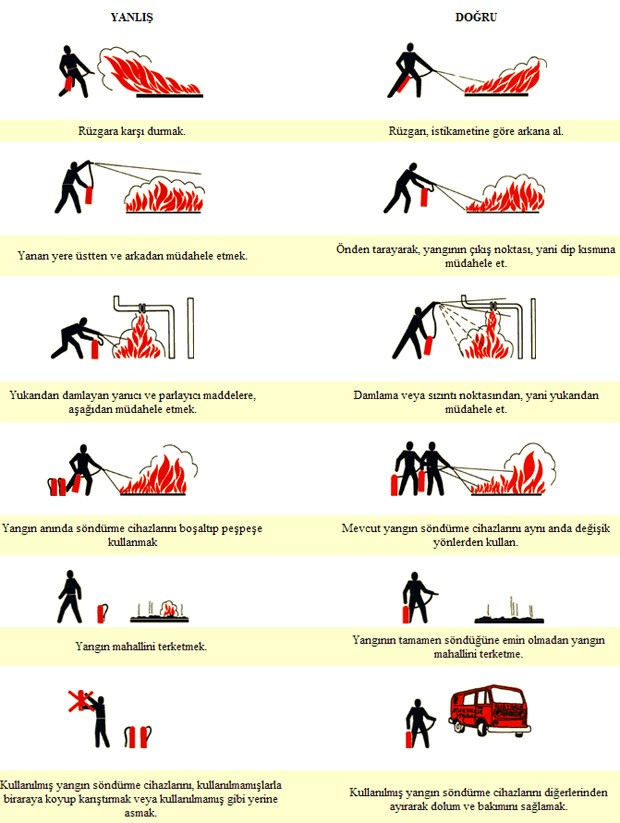 YANLIŞ
DOĞRU
Rüzgara karşı durmak.
Rüzgarı, istikametine göre arkana al.
Yanan yere üstten ve arkadan müdahele etmek.
Önden tarayarak, yangının çıkış noktası, yani dip kısmına
müdahele et.
Yukarıdan damlayan yanıcı ve parlayıcı maddelere,
aşağıdan müdahele etmek.
Damlama veya sızıntı noktasından, yani yukarıdan
müdahele et.
Yangın anında söndürme cihazlarını boşaltıp peşpeşe
kullanmak
Mevcut yangın söndürme cihazlarını aynı anda değişik
yönlerden kullan.
Yangın mahallini terketmek.
Yangının tamamen söndüğüne emin olmadan yangın
mahallini terketme.
Kullanılmış yangın söndürme cihazlarını, kullanılmamışlarla
biraraya koyup karıştırmak veya kullanılmamış gibi yerine
asmak.
Kullanılmış yangın söndürme cihazlarını diğerlerinden
ayırarak dolum ve bakımını sağlamak.